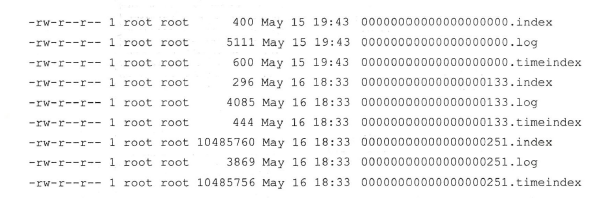 -rw-r--r-- 1 root root 400 May 15 19:43 00000000000000000000.index
-rw-r--r-- 1 root root 5111 May 15 19:43 00000000000000000000.log
-rw-r--r-- 1 root root 600 May 15 19:43 00000000000000000000.timeindex
-rw-r--r-- 1 root root 296 May 16 18:33 00000000000000000133.index
-rw-r--r-- 1 root root 4085 May 16 18:33 00000000000000000133.log
-rw-r--r-- 1 root root 444 May 16 18:33 00000000000000000133.timeindex
-rw-r--r-- 1 root root 10485760 May 16 18:33 00000000000000000251.index
-rw-r--r-- 1 root root 3869 May 16 18:33 00000000000000000251.log
-rw-r--r-- 1 root root 10485756 May 16 18:33 00000000000000000251.timeindex